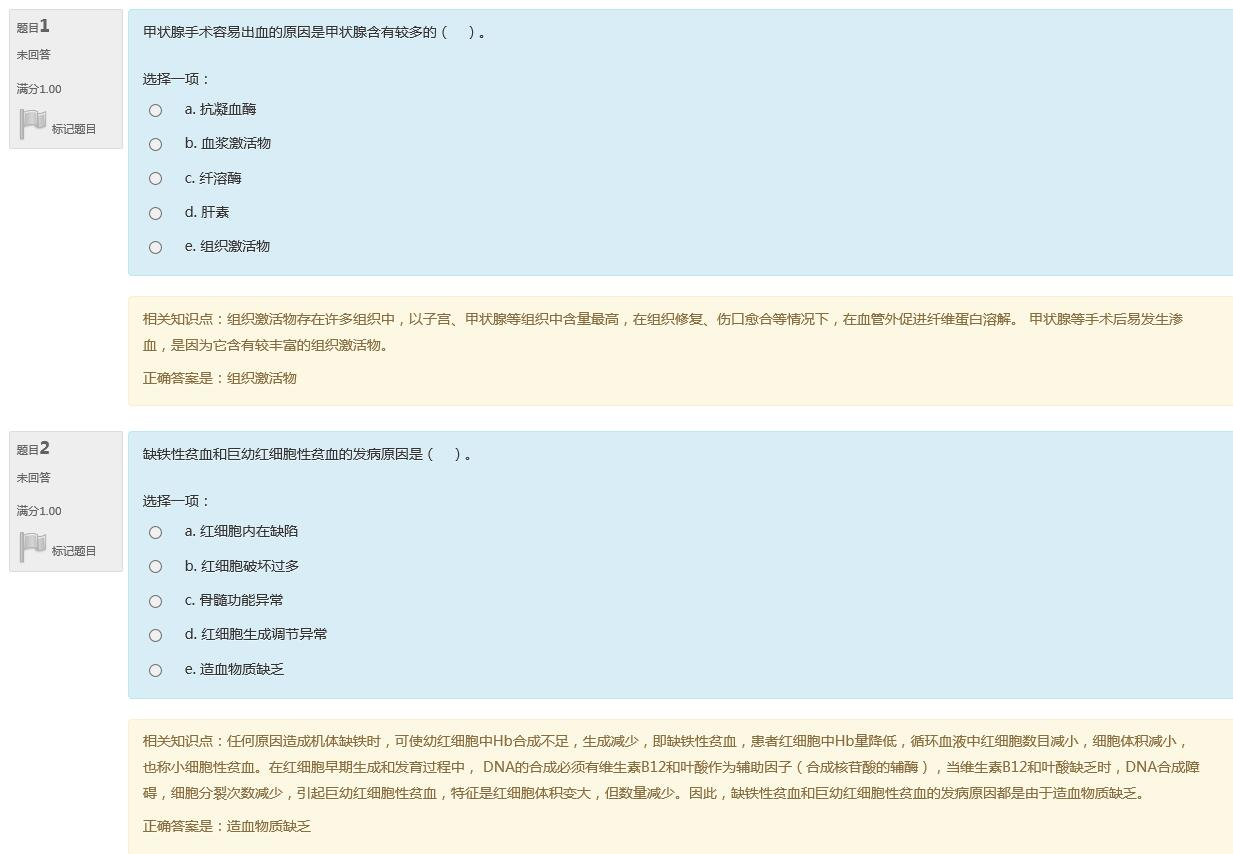 题目1
未回答
满分1.00
标记题目
甲状腺手术容易出血的原因是甲状腺含有较多的（ ）。
选择一项：
a. 抗凝血酶
b. 血浆激活物
c. 纤溶酶
d. 肝素
e. 组织激活物
相关知识点：组织激活物存在许多组织中，以子宫、甲状腺等组织中含量最高，在组织修复、伤口愈合等情况下，在血管外促进纤维蛋白溶解。 甲状腺等手术后易发生渗
血，是因为它含有较丰富的组织激活物。
正确答案是：组织激活物
题目2
未回答
满分1.00
标记题目
缺铁性贫血和巨幼红细胞性贫血的发病原因是（ ）。
选择一项：
a. 红细胞内在缺陷
b. 红细胞破坏过多
c. 骨髓功能异常
d. 红细胞生成调节异常
e. 造血物质缺乏
相关知识点：任何原因造成机体缺铁时，可使幼红细胞中Hb合成不足，生成减少，即缺铁性贫血，患者红细胞中Hb量降低，循环血液中红细胞数目减小，细胞体积减小，
也称小细胞性贫血。在红细胞早期生成和发育过程中， DNA的合成必须有维生素B12和叶酸作为辅助因子（合成核苷酸的辅酶），当维生素B12和叶酸缺乏时，DNA合成障
碍，细胞分裂次数减少，引起巨幼红细胞性贫血，特征是红细胞体积变大，但数量减少。因此，缺铁性贫血和巨幼红细胞性贫血的发病原因都是由于造血物质缺乏。
正确答案是：造血物质缺乏